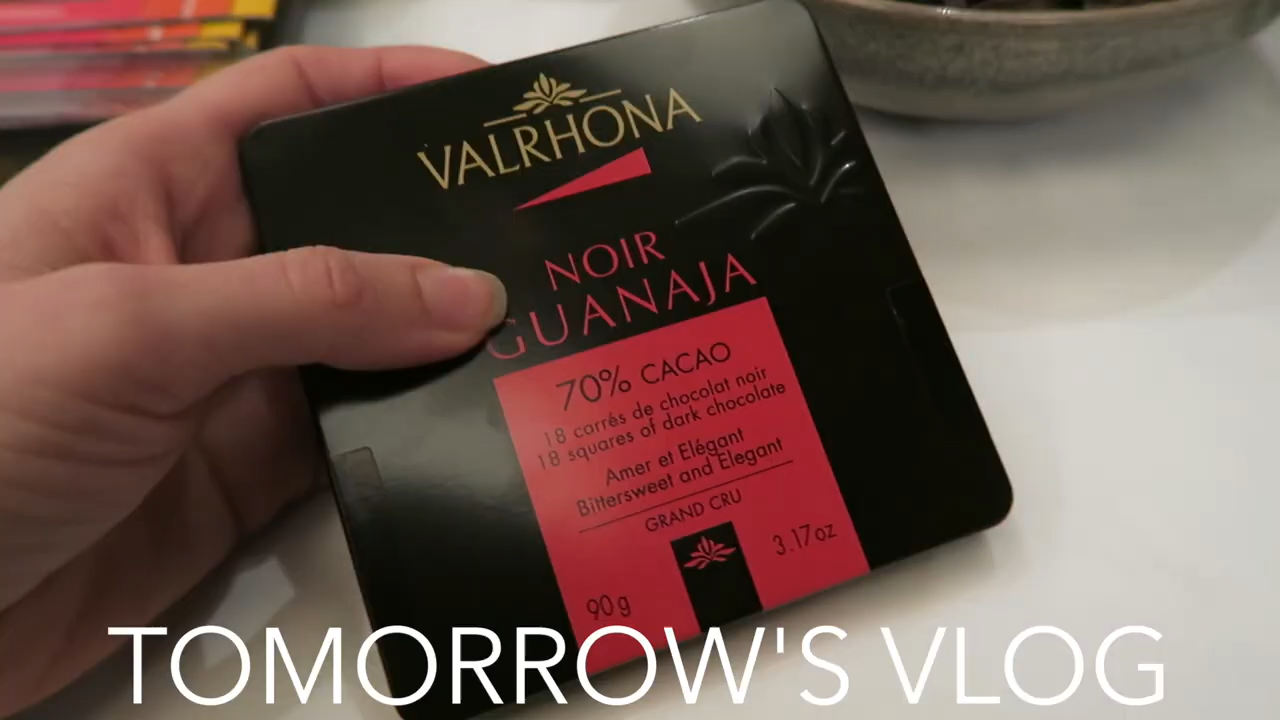 VALRHONA
NOIR
GUANAJA
70% CACAO
18 carrés de chocolat noir
18 squares of dark chocolate
Amer et Elégant
Bittersweet and Elegant
GRAND CRU
3.17oz
90g
TOMORROW'S VLOG